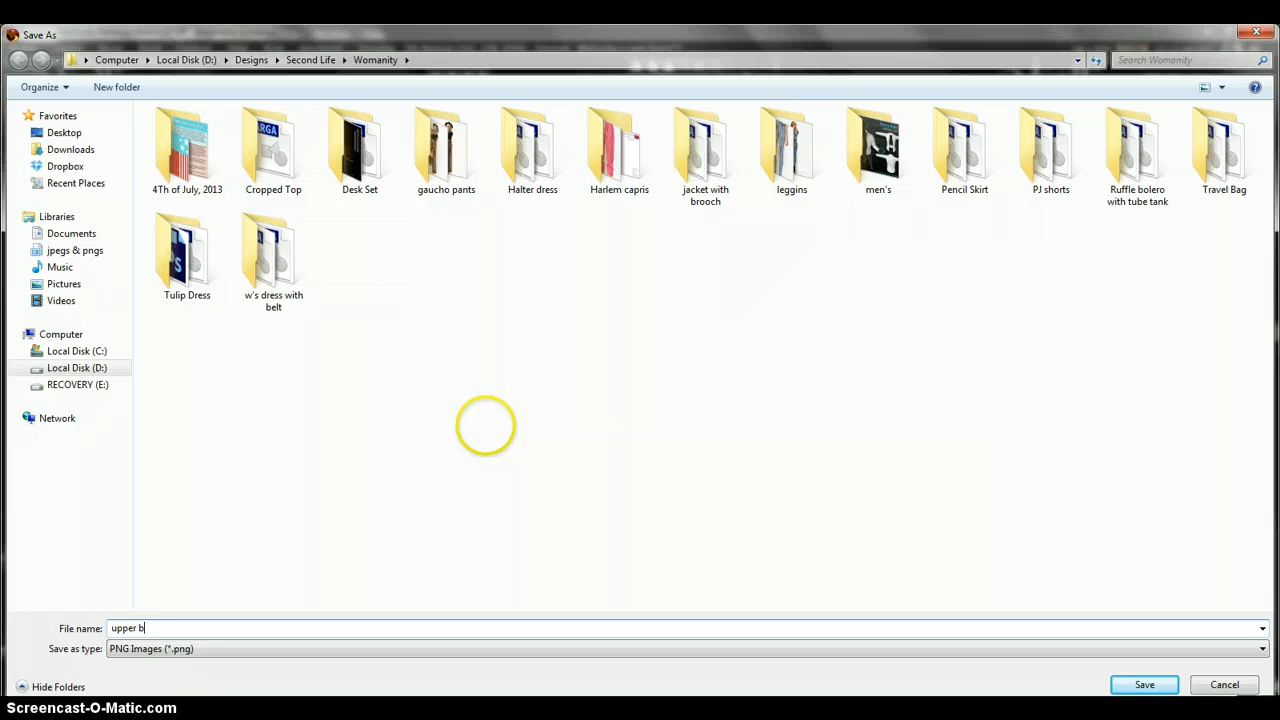 Save As
Computer ▸ Local Disk (D:) ▸ Designs ▸ Second Life ▸ Womanity ▸
Search Womanity
Organize
New folder
Favorites
Desktop
Downloads
Dropbox
Recent Places
Libraries
Documents
jpegs & pngs
Music
Pictures
Videos
Computer
Local Disk (C:)
Local Disk (D:)
RECOVERY (E:)
Network
4Th of July, 2013
Cropped Top
Desk Set
gaucho pants
Halter dress
Harlem capris
jacket with
brooch
leggins
men's
Pencil Skirt
PJ shorts
Ruffle bolero
with tube tank
Travel Bag
Tulip Dress
w's dress with
belt
File name: upper b
Save as type: PNG Images (*.png)
Hide Folders
Save
Cancel
Screencast-O-Matic.com